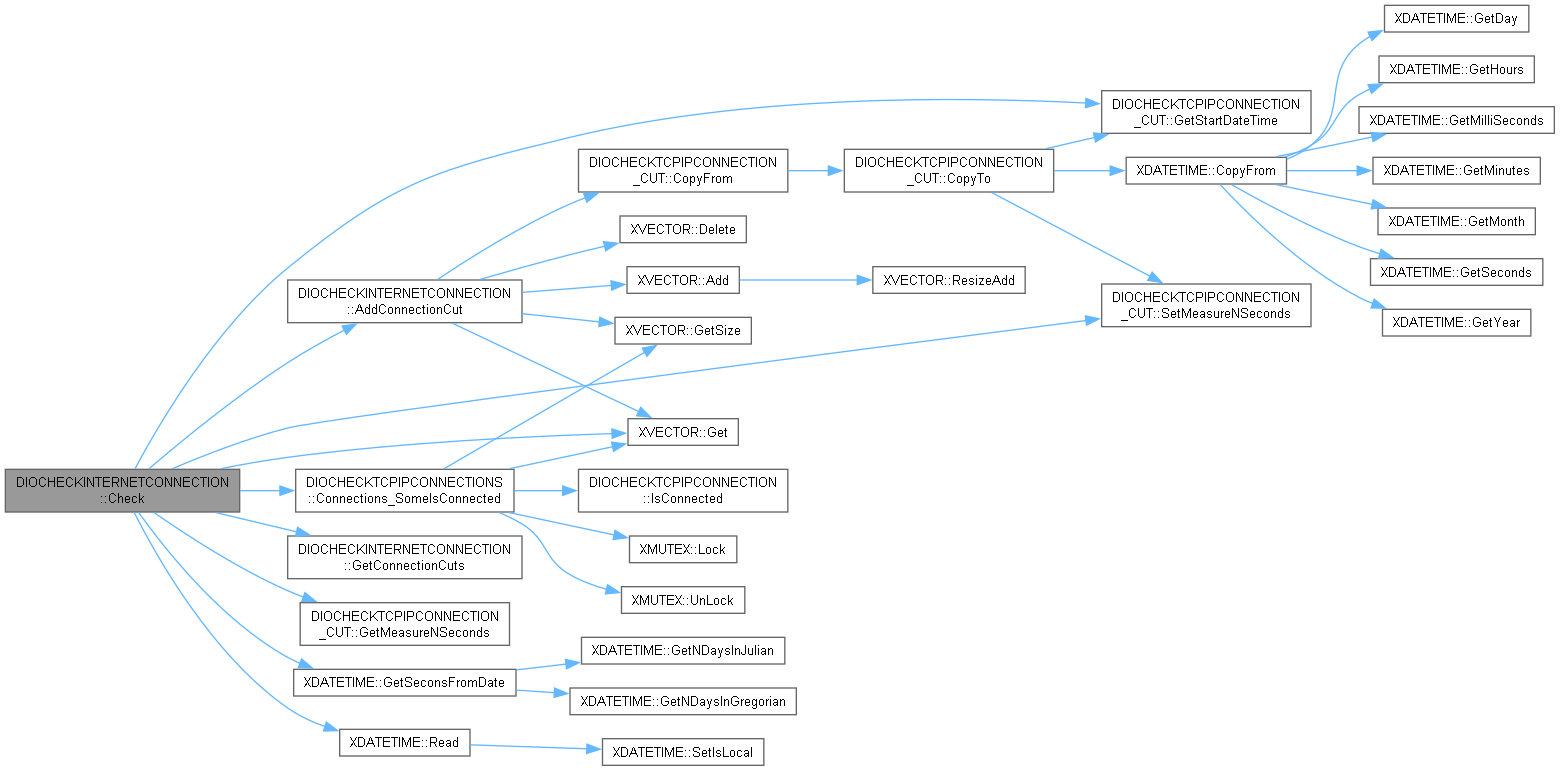 DIOCHECKINTERNETCONNECTION
::Check
DIOCHECKINTERNETCONNECTION
::AddConnectionCut
DIOCHECKTCPIPCONNECTIONS
::Connections_SomeIsConnected
DIOCHECKINTERNETCONNECTION
::GetConnectionCuts
DIOCHECKTCPIPCONNECTION
_CUT::GetMeasureNSeconds
XDATETIME::GetSeconsFromDate
XDATETIME::Read
DIOCHECKTCPIPCONNECTION
_CUT::CopyFrom
XVECTOR::Delete
XVECTOR::Add
XVECTOR::GetSize
XVECTOR::Get
DIOCHECKTCPIPCONNECTION
::IsConnected
XMUTEX::Lock
XMUTEX::UnLock
XDATETIME::GetNDaysInJulian
XDATETIME::GetNDaysInGregorian
XDATETIME::SetIsLocal
DIOCHECKTCPIPCONNECTION
_CUT::CopyTo
XVECTOR::ResizeAdd
DIOCHECKTCPIPCONNECTION
_CUT::GetStartDateTime
XDATETIME::CopyFrom
DIOCHECKTCPIPCONNECTION
_CUT::SetMeasureNSeconds
XDATETIME::GetDay
XDATETIME::GetHours
XDATETIME::GetMilliSeconds
XDATETIME::GetMinutes
XDATETIME::GetMonth
XDATETIME::GetSeconds
XDATETIME::GetYear